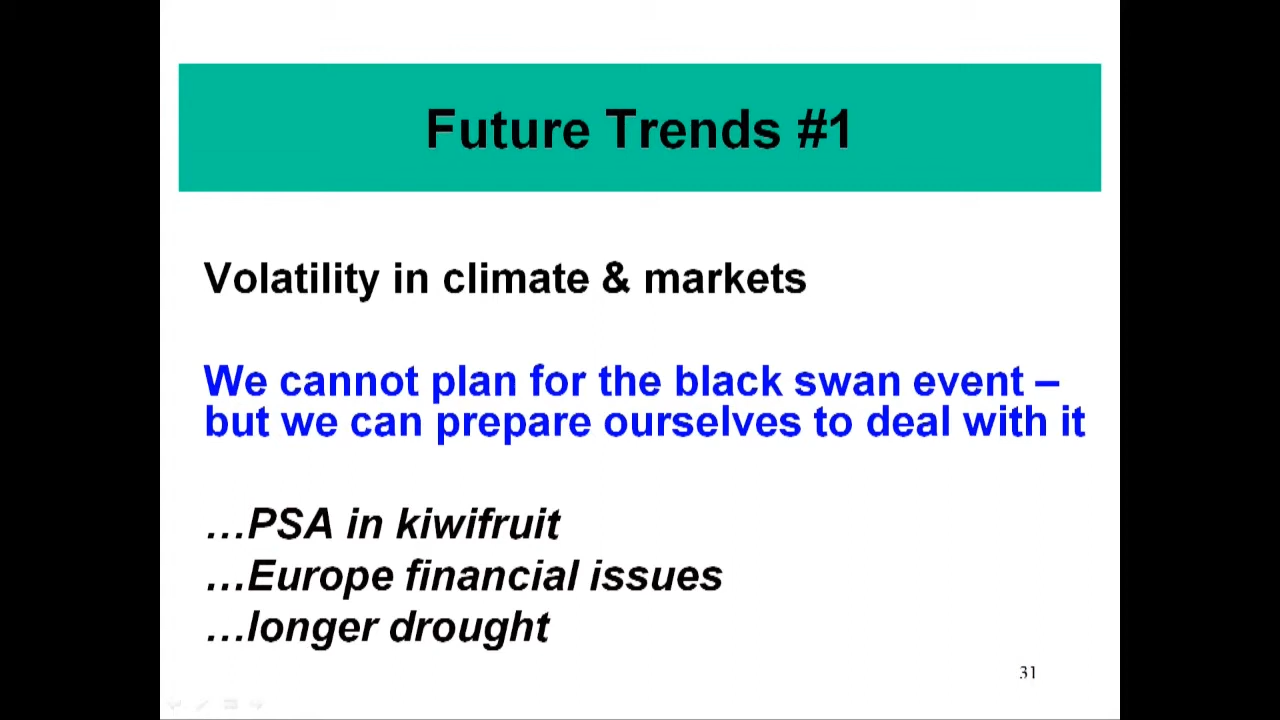 Future Trends #1
Volatility in climate & markets
We cannot plan for the black swan event –
but we can prepare ourselves to deal with it
…PSA in kiwifruit
…Europe financial issues
…longer drought
31